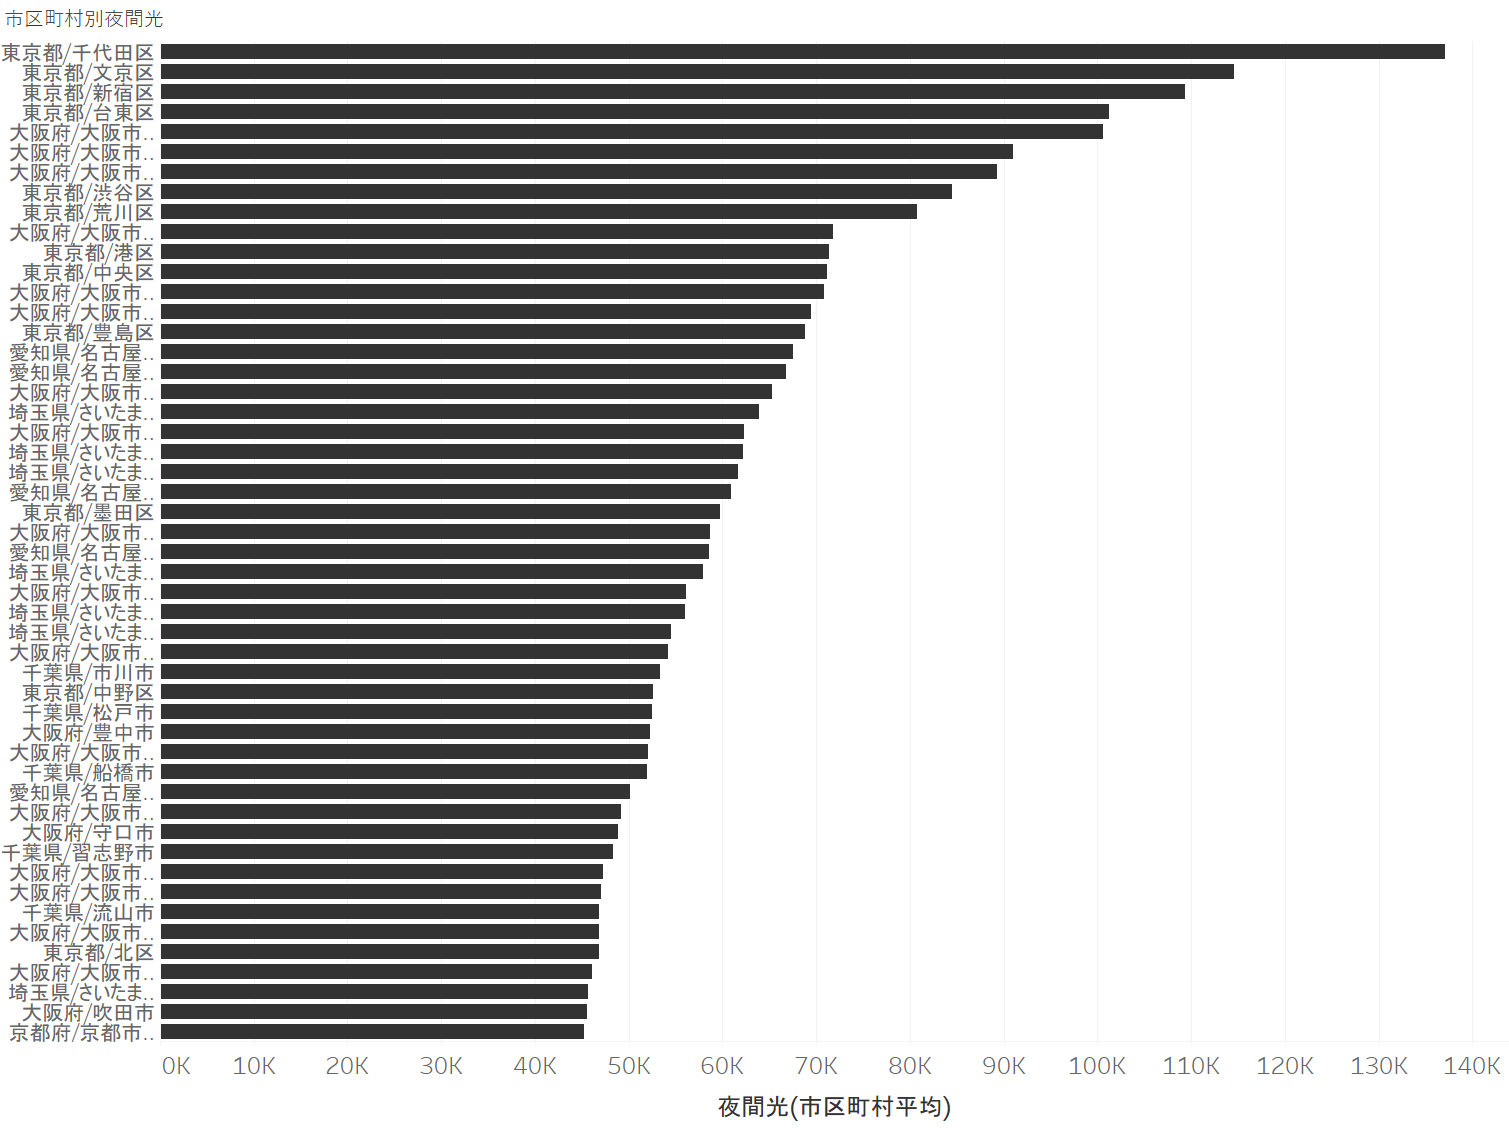 市区町村別夜間光
東京都/千代田区
東京都/文京区
東京都/新宿区
東京都/台東区
大阪府/大阪市..
大阪府/大阪市..
大阪府/大阪市..
東京都/渋谷区
東京都/荒川区
大阪府/大阪市..
東京都/港区
東京都/中央区
大阪府/大阪市..
大阪府/大阪市..
東京都/豊島区
愛知県/名古屋..
愛知県/名古屋..
大阪府/大阪市..
埼玉県/さいたま..
大阪府/大阪市..
埼玉県/さいたま..
埼玉県/さいたま..
愛知県/名古屋..
東京都/墨田区
大阪府/大阪市..
愛知県/名古屋..
埼玉県/さいたま..
大阪府/大阪市..
埼玉県/さいたま..
埼玉県/さいたま..
大阪府/大阪市..
千葉県/市川市
東京都/中野区
千葉県/松戸市
大阪府/豊中市
大阪府/大阪市..
千葉県/船橋市
愛知県/名古屋..
大阪府/大阪市..
大阪府/守口市
千葉県/習志野市
大阪府/大阪市..
大阪府/大阪市..
千葉県/流山市
大阪府/大阪市..
東京都/北区
大阪府/大阪市..
埼玉県/さいたま..
大阪府/吹田市
京都府/京都市..
0K 10K 20K 30K 40K 50K 60K 70K 80K 90K 100K 110K 120K 130K 140K
夜間光(市区町村平均)